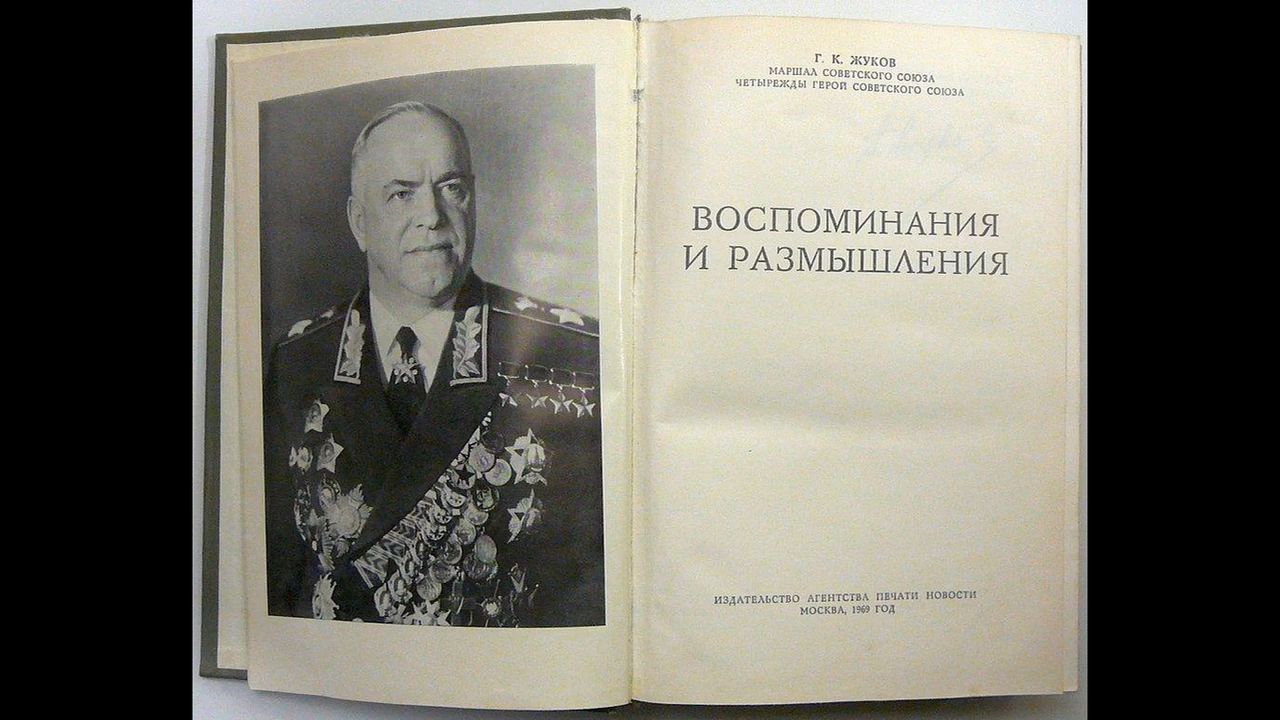 Г. К. ЖУКОВ
МАРШАЛ СОВЕТСКОГО СОЮЗА
ЧЕТЫРЕЖДЫ ГЕРОЙ СОВЕТСКОГО СОЮЗА
ВОСПОМИНАНИЯ
И РАЗМЫШЛЕНИЯ
ИЗДАТЕЛЬСТВО АГЕНТСТВА ПЕЧАТИ НОВОСТИ
МОСКВА, 1969 ГОД